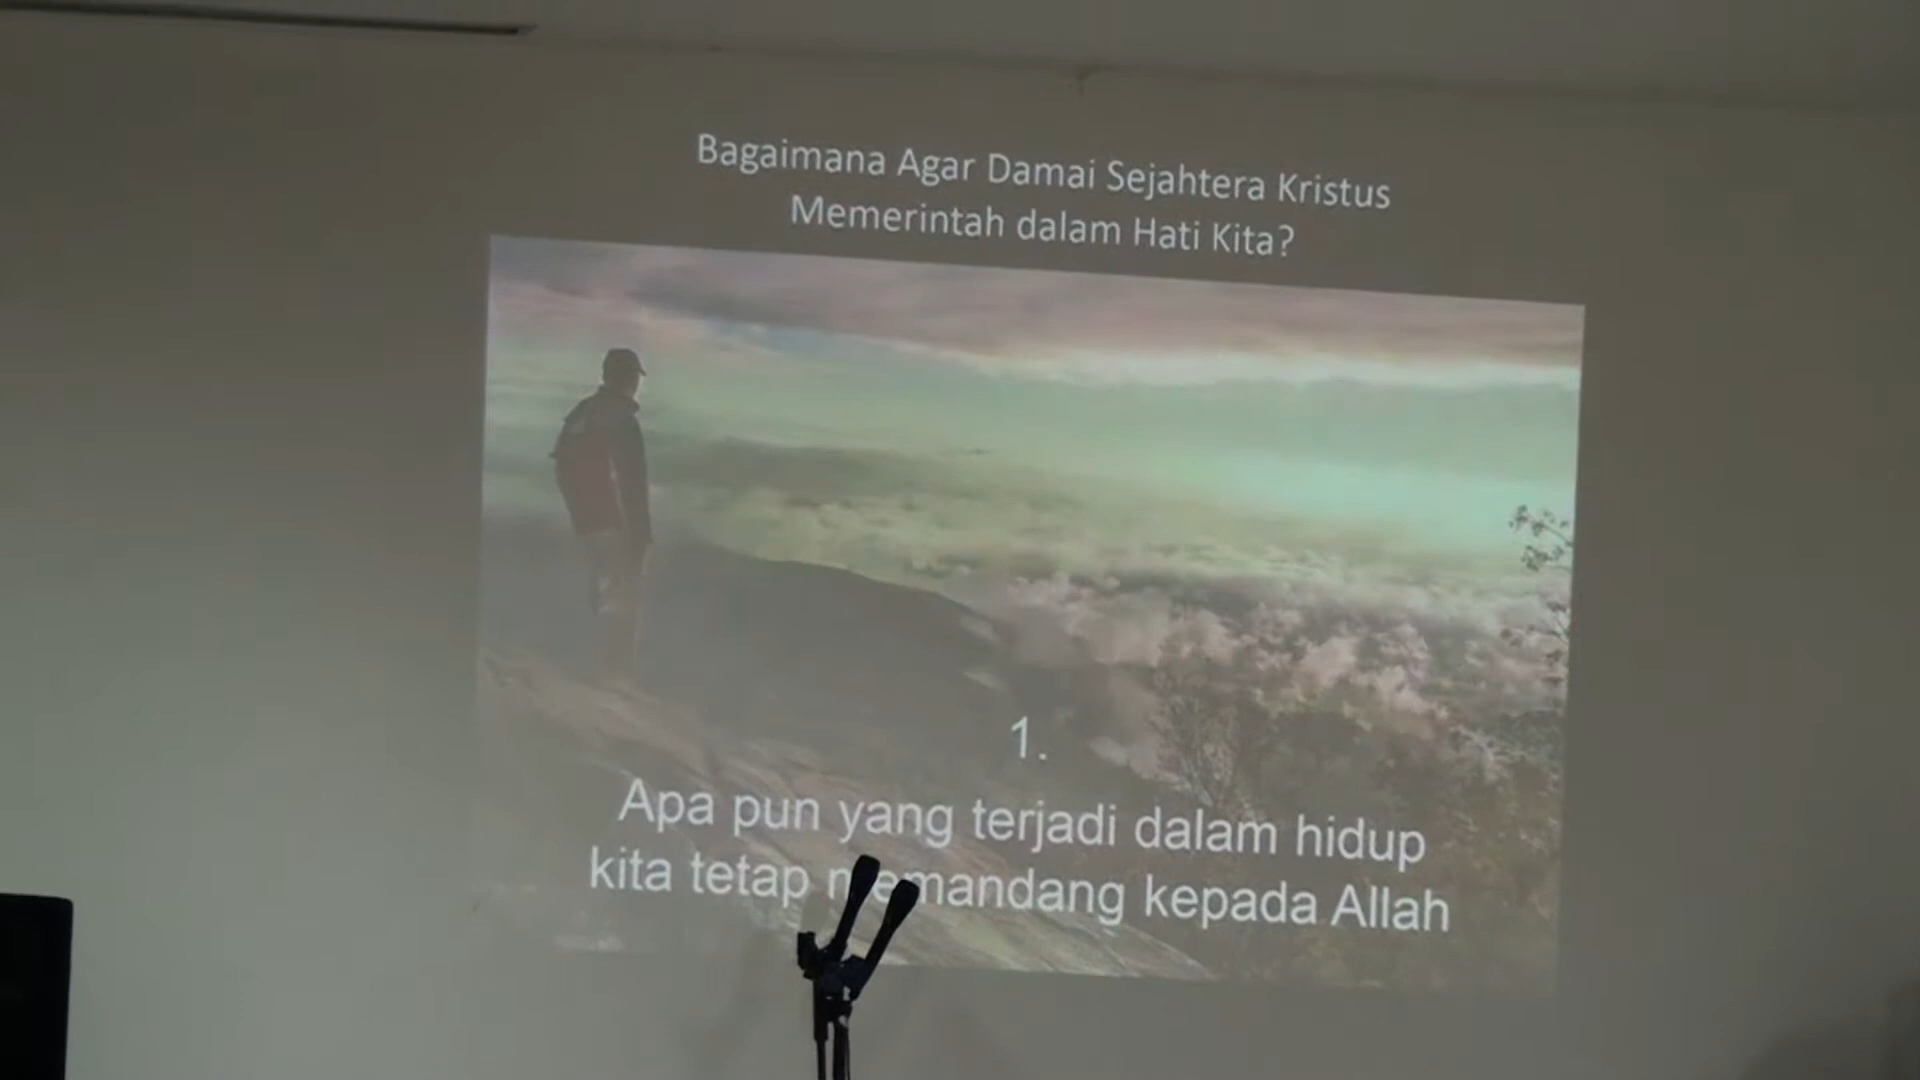 Bagaimana Agar Damai Sejahtera Kristus
Memerintah dalam Hati Kita?
1.
Apa pun yang terjadi dalam hidup
kita tetap memandang kepada Allah